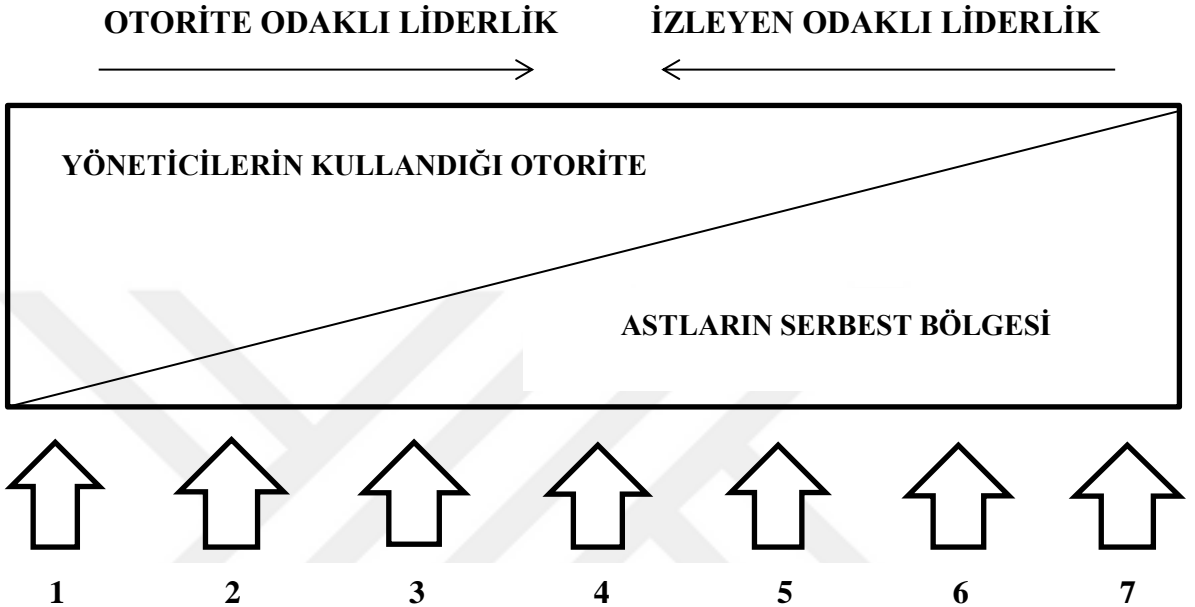 OTORİTE ODAKLI LİDERLİK
İZLEYEN ODAKLI LİDERLİK
YÖNETİCİLERİN KULLANDIĞI OTORİTE
ASTLARIN SERBEST BÖLGESİ
1 2 3 4 5 6 7